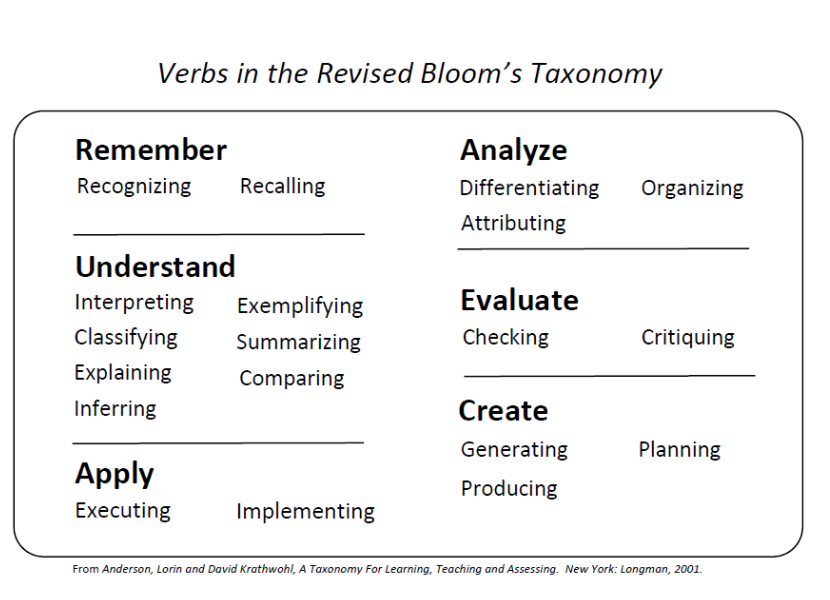 Verbs in the Revised Bloom's Taxonomy
Remember
Recognizing Recalling
Understand
Interpreting Exemplifying
Classifying Summarizing
Explaining Comparing
Inferring
Apply
Executing Implementing
Analyze
Differentiating Organizing
Attributing
Evaluate
Checking Critiquing
Create
Generating Planning
Producing
From Anderson, Lorin and David Krathwohl, A Taxonomy For Learning, Teaching and Assessing. New York: Longman, 2001.